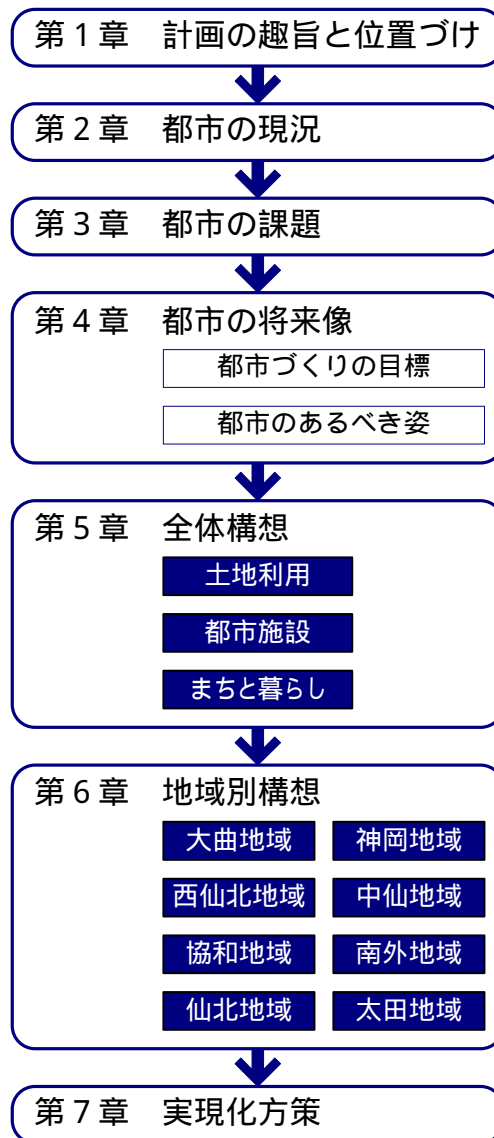 第1章 計画の趣旨と位置づけ
第2章 都市の現況
第3章 都市の課題
第4章 都市の将来像
都市づくりの目標
都市のあるべき姿
第5章 全体構想
土地利用
都市施設
まちと暮らし
第6章 地域別構想
大曲地域 神岡地域
西仙北地域 中仙地域
協和地域 南外地域
仙北地域 太田地域
第7章 実現化方策